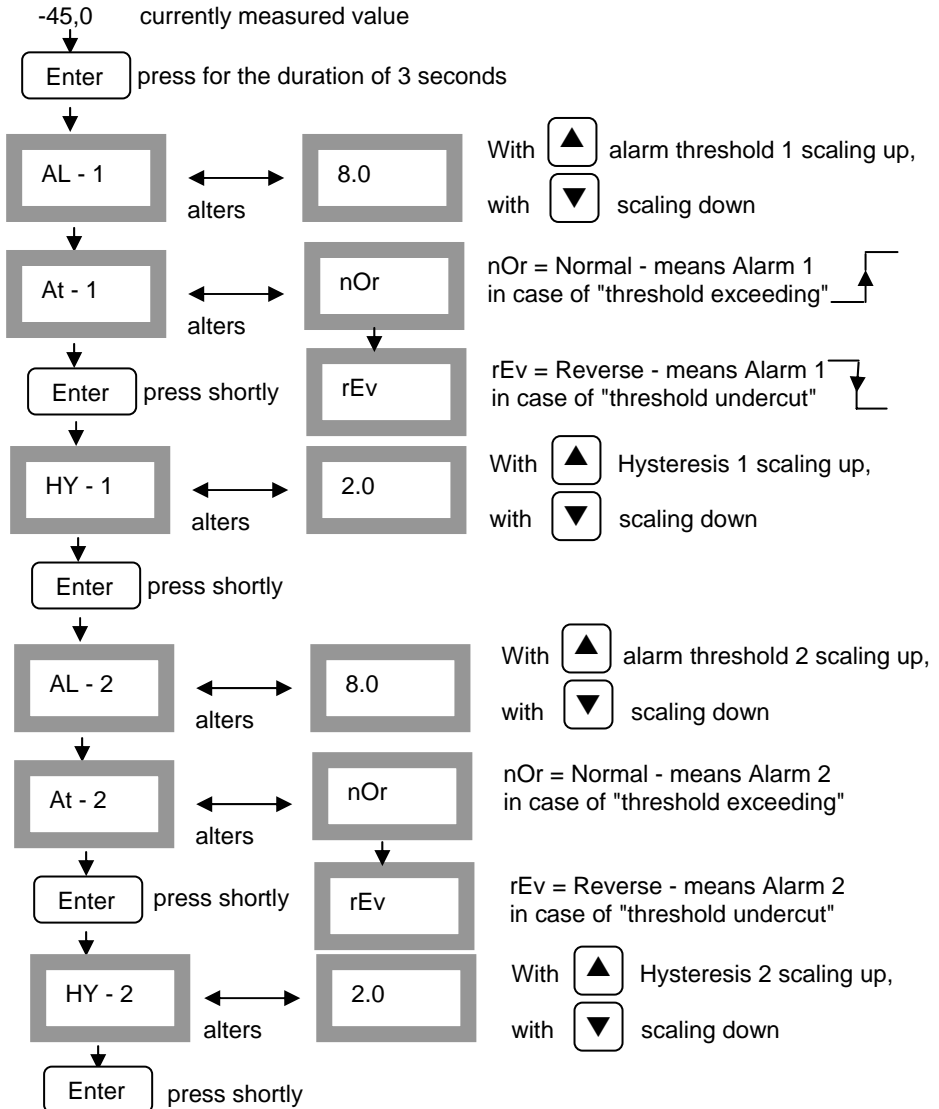 -45,0 currently measured value
Enter press for the duration of 3 seconds
AL - 1 alters 8.0
With ▲ alarm threshold 1 scaling up,
with ▼ scaling down
At - 1 alters nOr
nOr = Normal - means Alarm 1
in case of "threshold exceeding"
Enter press shortly
rEv
rEv = Reverse - means Alarm 1
in case of "threshold undercut"
HY - 1 alters 2.0
With ▲ Hysteresis 1 scaling up,
with ▼ scaling down
Enter press shortly
AL - 2 alters 8.0
With ▲ alarm threshold 2 scaling up,
with ▼ scaling down
At - 2 alters nOr
nOr = Normal - means Alarm 2
in case of "threshold exceeding"
Enter press shortly
rEv
rEv = Reverse - means Alarm 2
in case of "threshold undercut"
HY - 2 alters 2.0
With ▲ Hysteresis 2 scaling up,
with ▼ scaling down
Enter press shortly